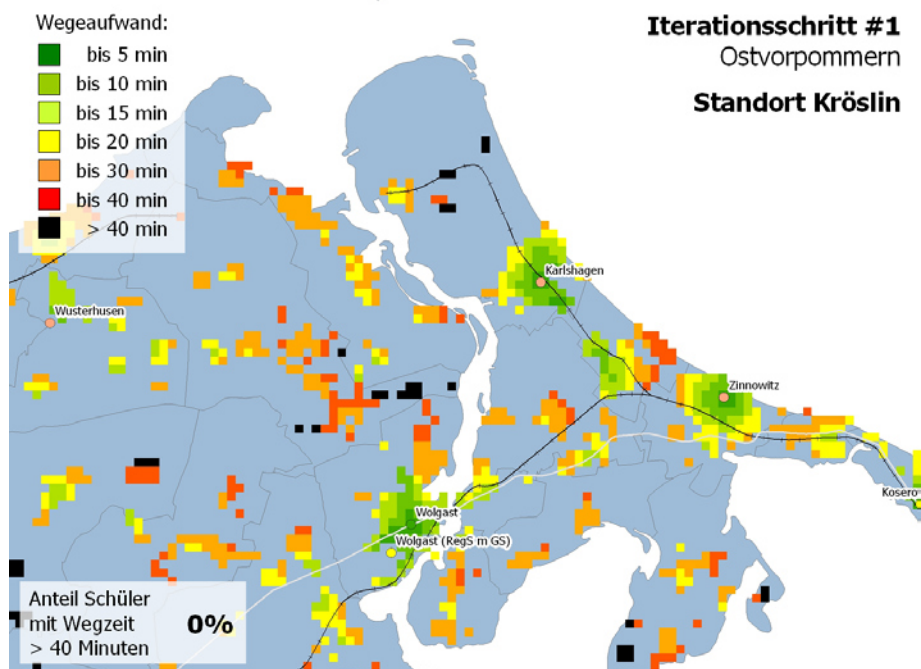 Wegeaufwand:
bis 5 min
bis 10 min
bis 15 min
bis 20 min
bis 30 min
bis 40 min
> 40 min
Iterationsschritt #1
Ostvorpommern
Standort Kröslin
Karlshagen
Wusterhusen
Zinnowitz
Kosero
Wolgast
Wolgast (RegS m GS)
Anteil Schüler
mit Wegzeit
> 40 Minuten
0%